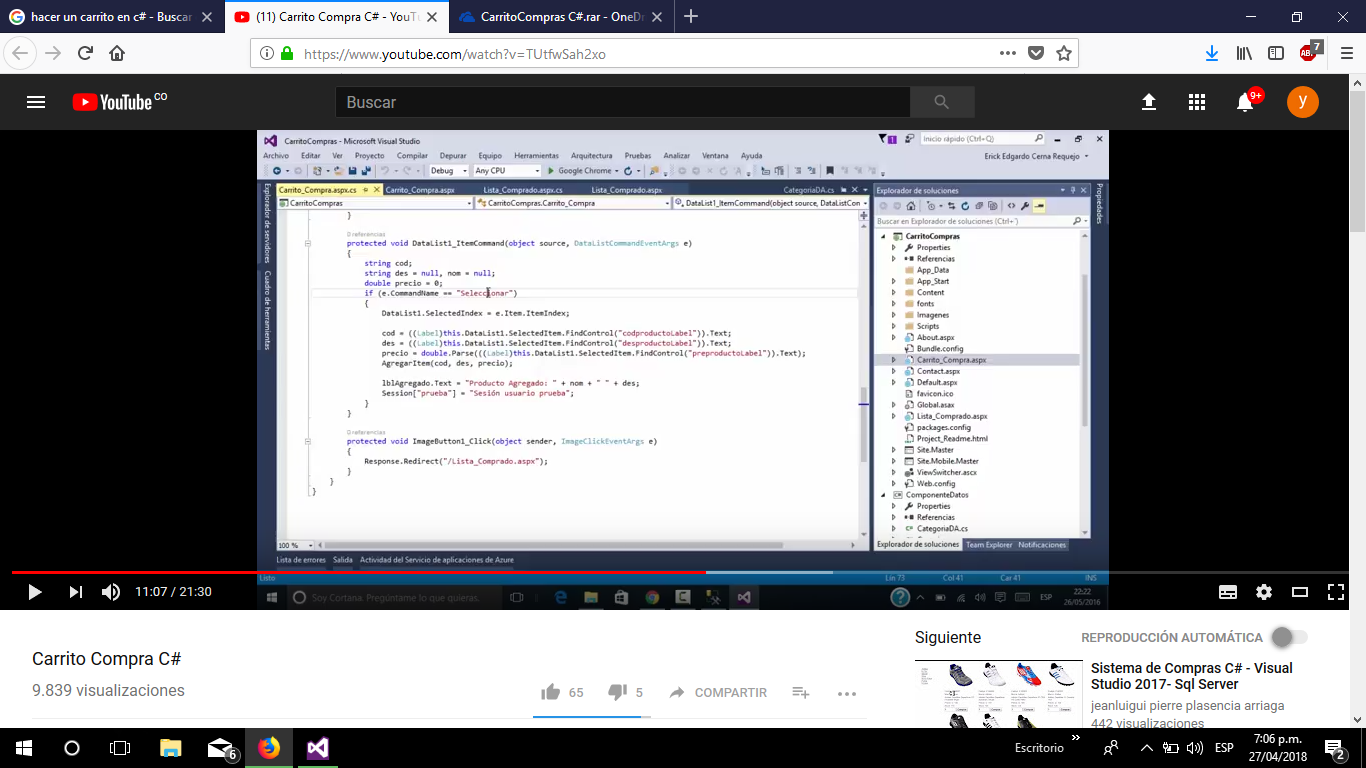 hacer un carrito en c# - Buscar
(11) Carrito Compra C# - YouTu
CarritoCompras C#.rar - OneDr
https://www.youtube.com/watch?v=TUtfwSah2xo
ABP
7
YouTube CO
Buscar
9+
y
CarritoCompras - Microsoft Visual Studio
1
Inicio rápido (Ctrl+Q)
Archivo Editar Ver Proyecto Compilar Depurar Equipo Herramientas Arquitectura Pruebas Analizar Ventana Ayuda
Erick Edgardo Cerna Requejo
Debug Any CPU Google Chrome
Explorador de servidores
Cuadro de herramientas
Carrito_Compra.aspx.cs Carrito_Compra.aspx Lista_Comprado.aspx.cs Lista_Comprado.aspx CategoriaDA.cs
CarritoCompras CarritoCompras.Carrito_Compra DataList1_ItemCommand(object source, DataListCom
}
0 referencias
protected void DataList1_ItemCommand(object source, DataListCommandEventArgs e)
{
string cod;
string des = null, nom = null;
double precio = 0;
if (e.CommandName == "Seleccionar")
{
DataList1.SelectedIndex = e.Item.ItemIndex;
cod = ((Label)this.DataList1.SelectedItem.FindControl("codproductoLabel")).Text;
des = ((Label)this.DataList1.SelectedItem.FindControl("desproductoLabel")).Text;
precio = double.Parse(((Label)this.DataList1.SelectedItem.FindControl("preproductoLabel")).Text);
AgregarItem(cod, des, precio);
lblAgregado.Text = "Producto Agregado: " + nom + " " + des;
Session["prueba"] = "Sesión usuario prueba";
}
}
0 referencias
protected void ImageButton1_Click(object sender, ImageClickEventArgs e)
{
Response.Redirect("/Lista_Comprado.aspx");
}
}
}
100 %
Explorador de soluciones
Buscar en Explorador de soluciones (Ctrl+´)
CarritoCompras
Properties
Referencias
App_Data
App_Start
Content
fonts
Imagenes
Scripts
About.aspx
Bundle.config
Carrito_Compra.aspx
Contact.aspx
Default.aspx
favicon.ico
Global.asax
Lista_Comprado.aspx
packages.config
Project_Readme.html
Site.Master
Site.Mobile.Master
ViewSwitcher.ascx
Web.config
ComponenteDatos
Properties
Referencias
CategoriaDA.cs
Explorador de soluciones Team Explorer Notificaciones
Propiedades
Lista de errores Salida Actividad del Servicio de aplicaciones de Azure
Listo Lín 73 Col 41 Car 41 INS
Soy Cortana. Pregúntame lo que quieras.
ESP
22:22
26/05/2016
11:07 / 21:30
Carrito Compra C#
9.839 visualizaciones
65 5 COMPARTIR
Siguiente
REPRODUCCIÓN AUTOMÁTICA
Sistema de Compras C# - Visual
Studio 2017- Sql Server
jeanluigui pierre plasencia arriaga
442 visualizaciones
6
Escritorio
ESP
7:06 p.m.
27/04/2018
2